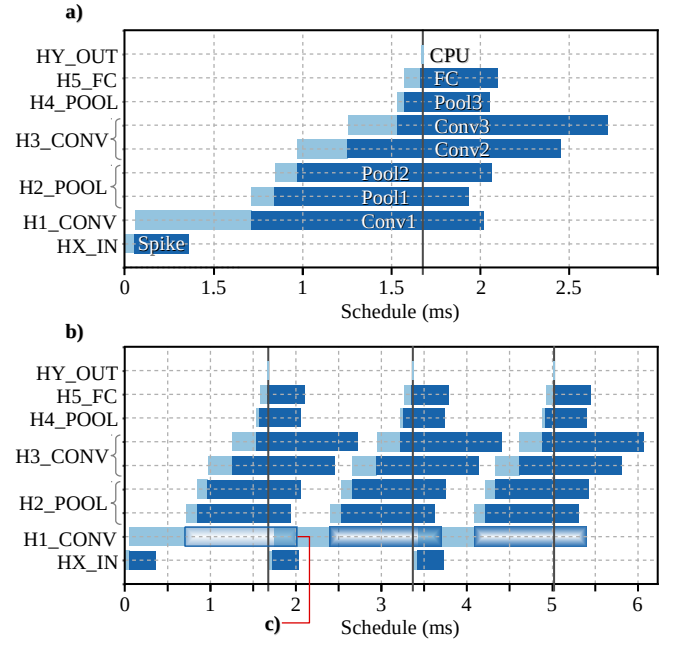 a)
HY_OUT
CPU
H5_FC
FC
H4_POOL
Pool3
H3_CONV
Conv3
Conv2
H2_POOL
Pool2
Pool1
H1_CONV
Conv1
HX_IN
Spike
0 1.5 1 1.5 2 2.5
Schedule (ms)
b)
HY_OUT
H5_FC
H4_POOL
H3_CONV
H2_POOL
H1_CONV
HX_IN
0 1 2 3 4 5 6
c)
Schedule (ms)